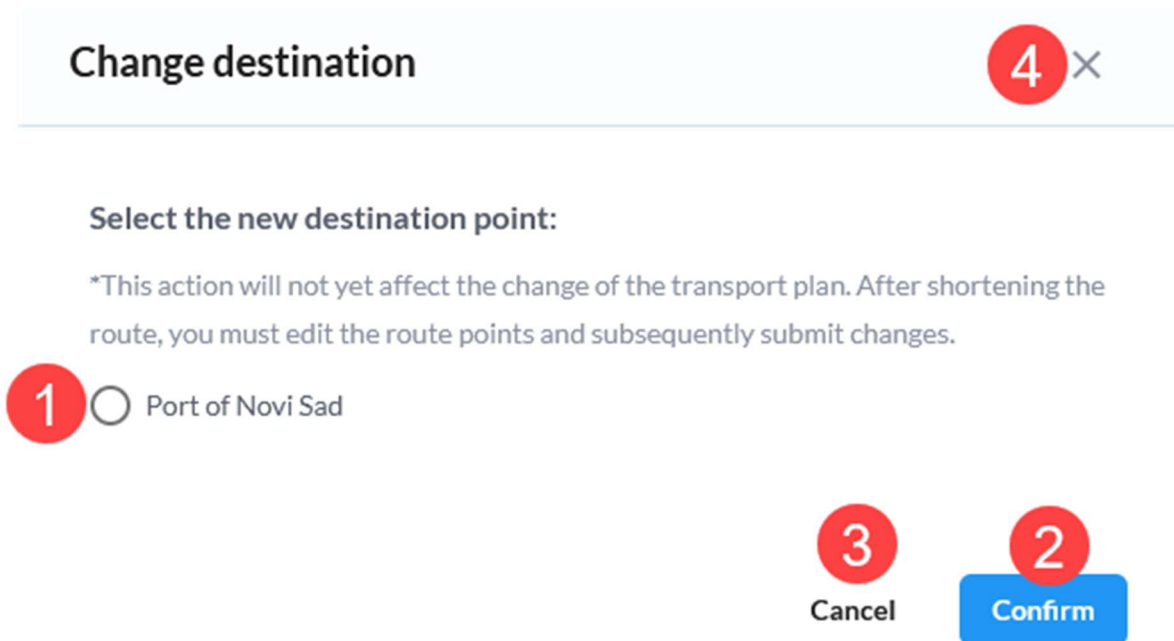 Change destination
4
Select the new destination point:
*This action will not yet affect the change of the transport plan. After shortening the
route, you must edit the route points and subsequently submit changes.
1 Port of Novi Sad
3 2
Cancel Confirm